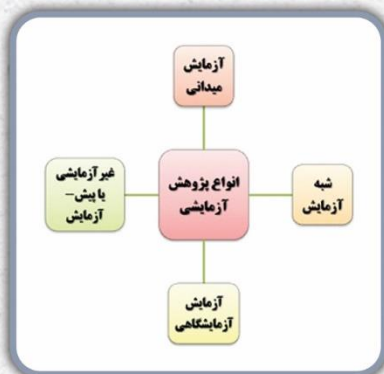 آزمایش
میدانی
انواع پژوهش
آزمایشی
شبه
آزمایش
غیرآزمایشی
یا پیش–
آزمایش
آزمایش
آزمایشگاهی